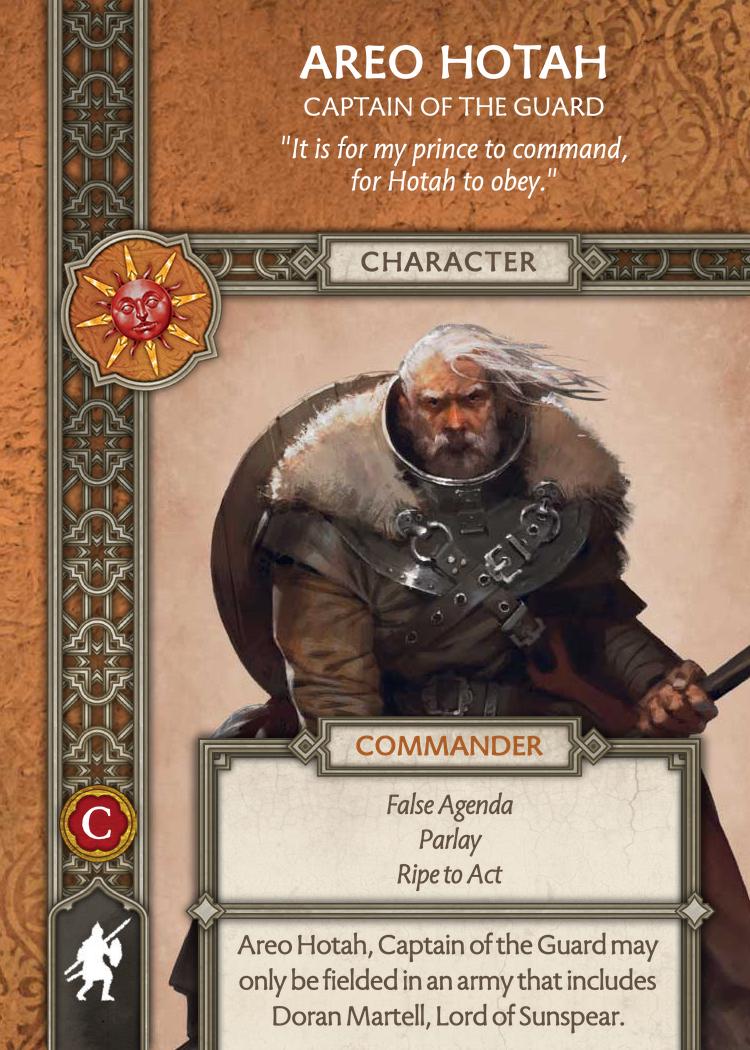 AREO HOTAH
CAPTAIN OF THE GUARD
"It is for my prince to command,
for Hotah to obey."
CHARACTER
COMMANDER
False Agenda
Parlay
Ripe to Act
C
Areo Hotah, Captain of the Guard may
only be fielded in an army that includes
Doran Martell, Lord of Sunspear.